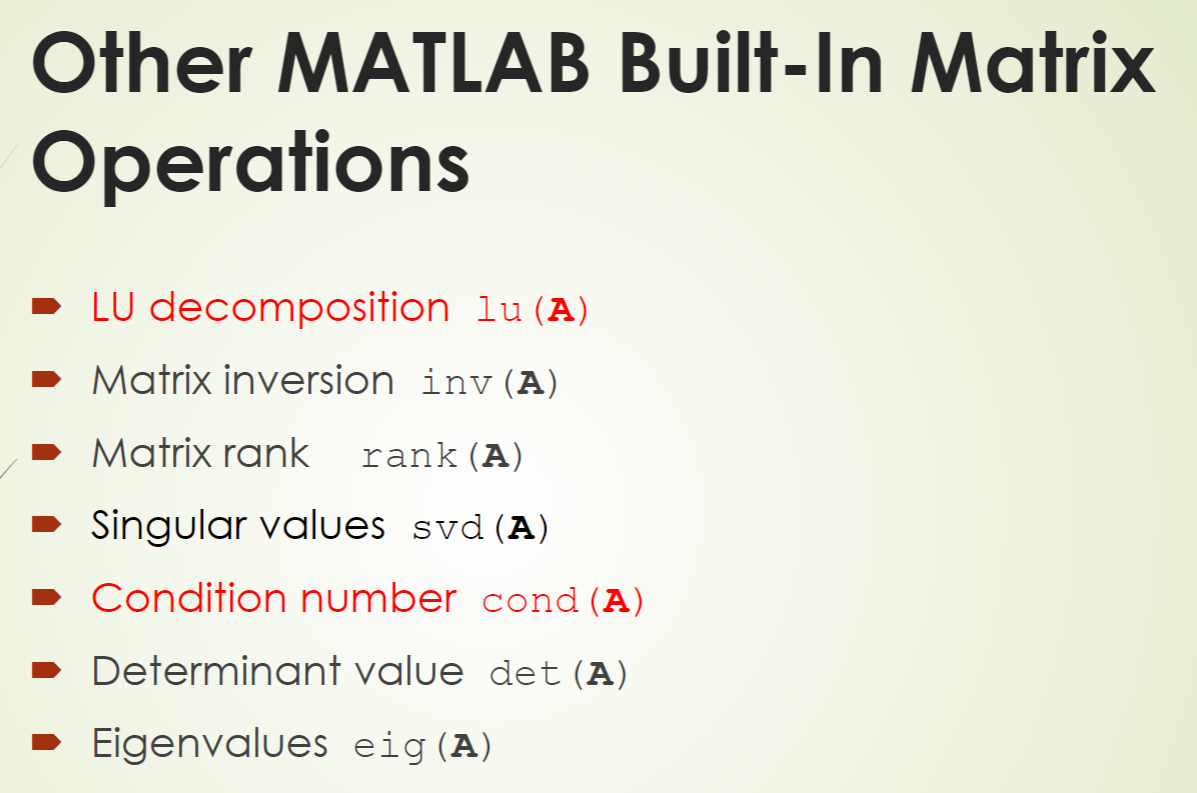 Other MATLAB Built-In Matrix
Operations
LU decomposition lu(A)
Matrix inversion inv(A)
Matrix rank rank(A)
Singular values svd(A)
Condition number cond(A)
Determinant value det(A)
Eigenvalues eig(A)